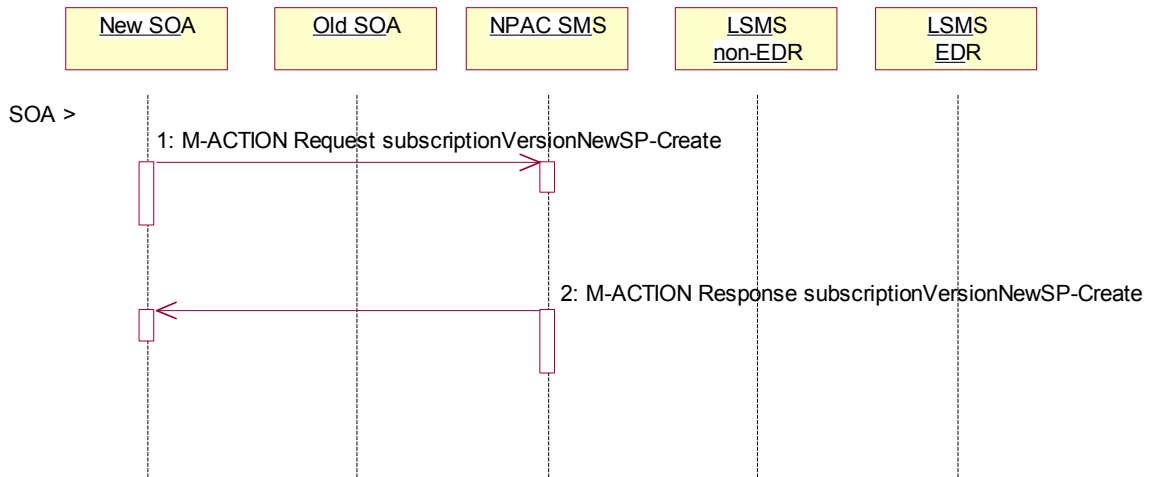 New SOA
Old SOA
NPAC SMS
LSMS
non-EDR
LSMS
EDR
SOA >
1: M-ACTION Request subscriptionVersionNewSP-Create
2: M-ACTION Response subscriptionVersionNewSP-Create